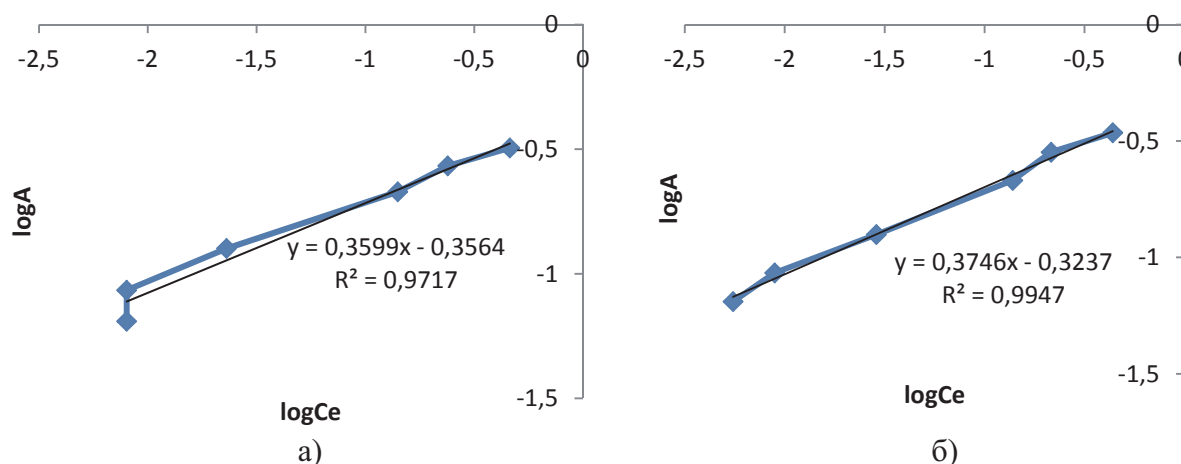 0
-2,5 -2 -1,5 -1 -0,5 0
-0,5
-1
-1,5
logA
y = 0,3599x - 0,3564
R² = 0,9717
logCe
а)
0
-2,5 -2 -1,5 -1 -0,5
-0,5
-1
-1,5
logA
y = 0,3746x - 0,3237
R² = 0,9947
logCe
б)